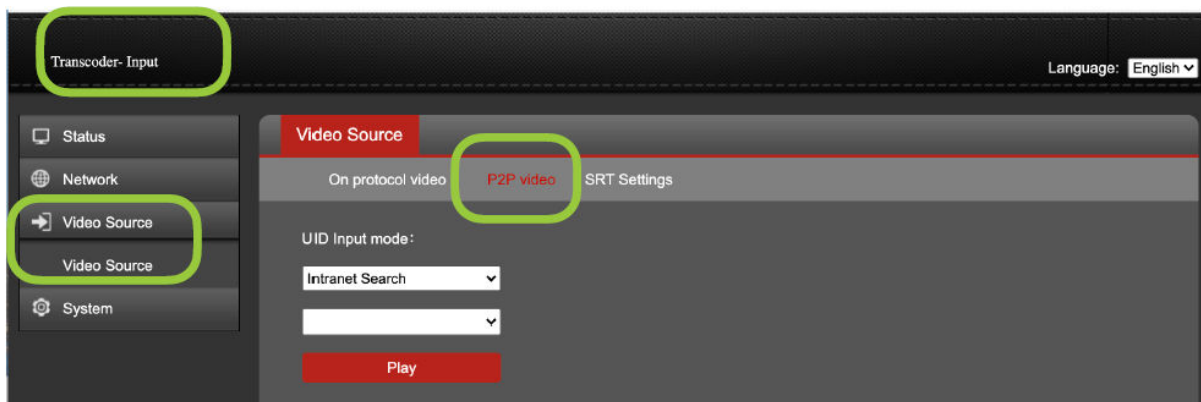 Transcoder- Input
Language: English
Status
Network
Video Source
Video Source
System
Video Source
On protocol video P2P video SRT Settings
UID Input mode:
Intranet Search
Play